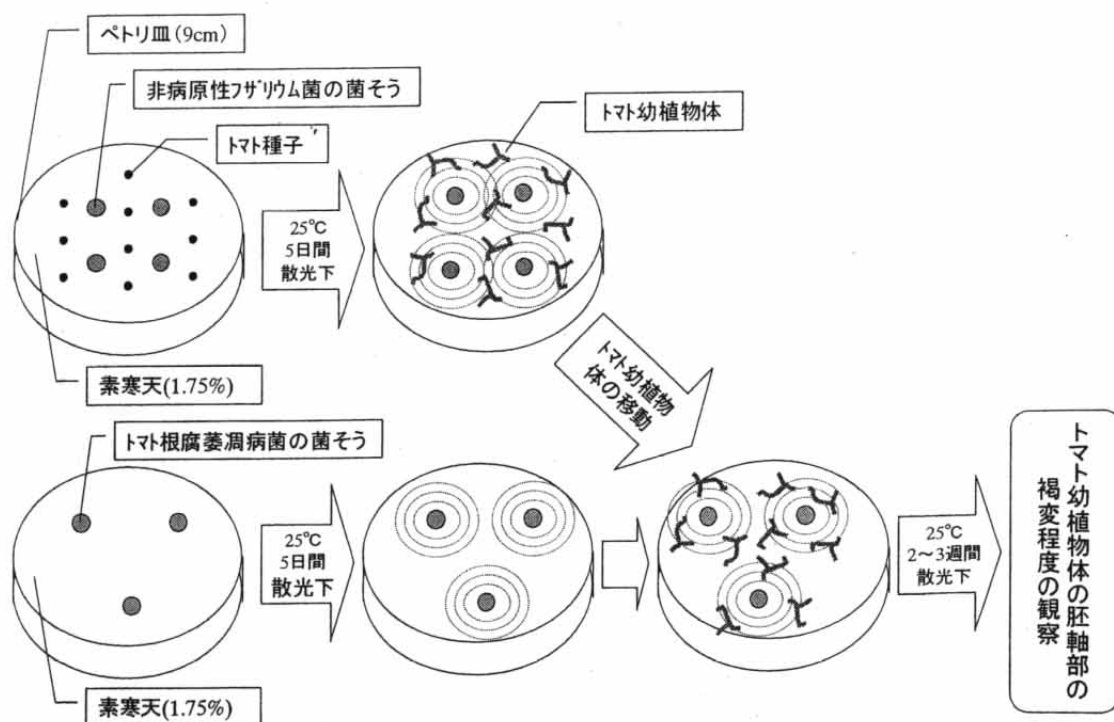 ペトリ皿(9cm)
非病原性フザリウム菌の菌そう
トマト種子
トマト幼植物体
25℃
5日間
散光下
素寒天(1.75%)
トマト幼植物
体の移動
トマト根腐萎凋病菌の菌そう
25℃
5日間
散光下
25℃
2〜3週間
散光下
トマト幼植物体の胚軸部の
褐変程度の観察
素寒天(1.75%)